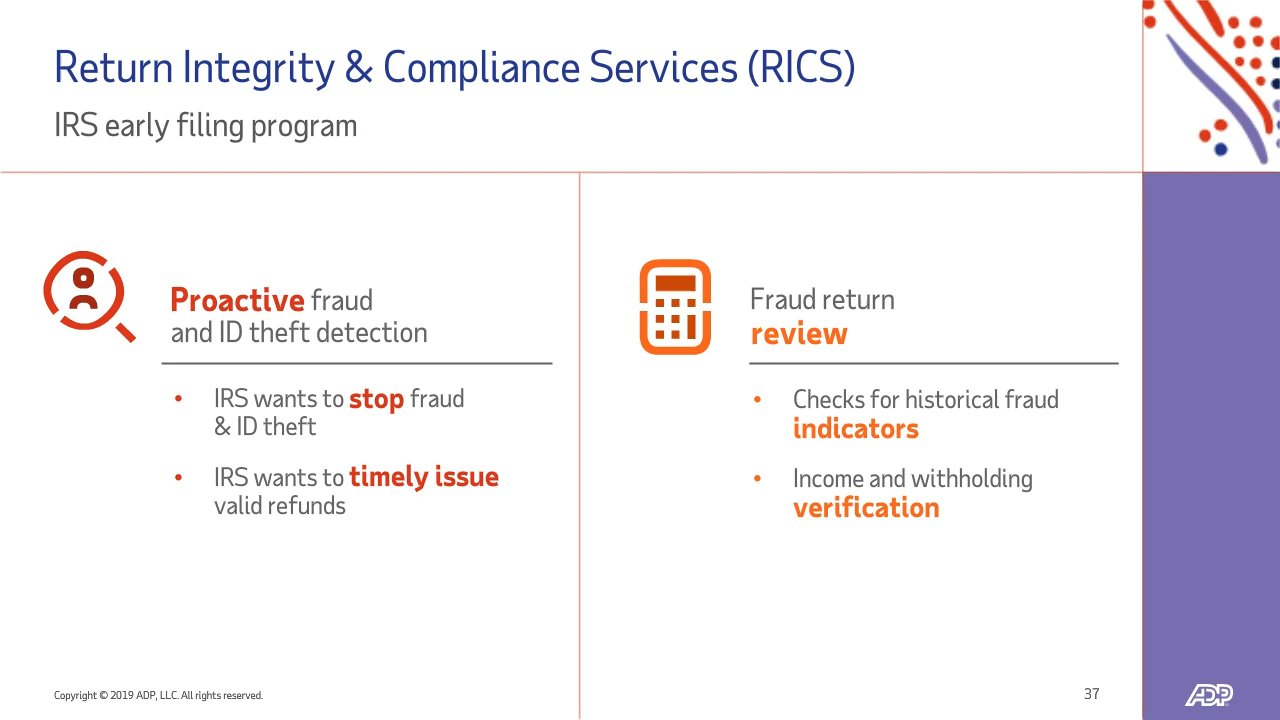 Return Integrity & Compliance Services (RICS)
IRS early filing program
Proactive fraud
and ID theft detection
• IRS wants to stop fraud
& ID theft
• IRS wants to timely issue
valid refunds
Fraud return
review
• Checks for historical fraud
indicators
• Income and withholding
verification
Copyright © 2019 ADP, LLC. All rights reserved.
37
ADP